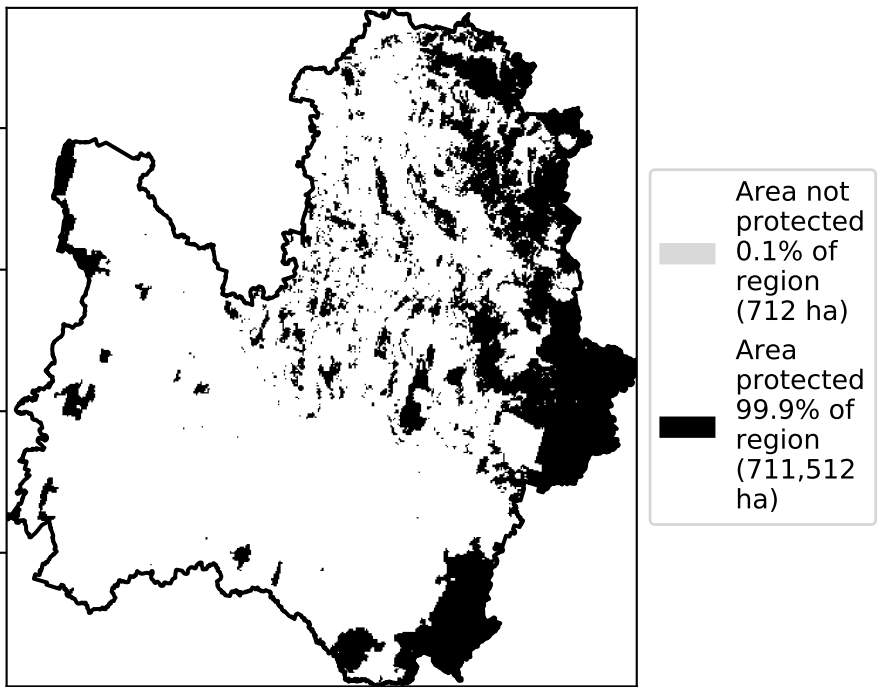 Area not
protected
0.1% of
region
(712 ha)
Area
protected
99.9% of
region
(711,512
ha)